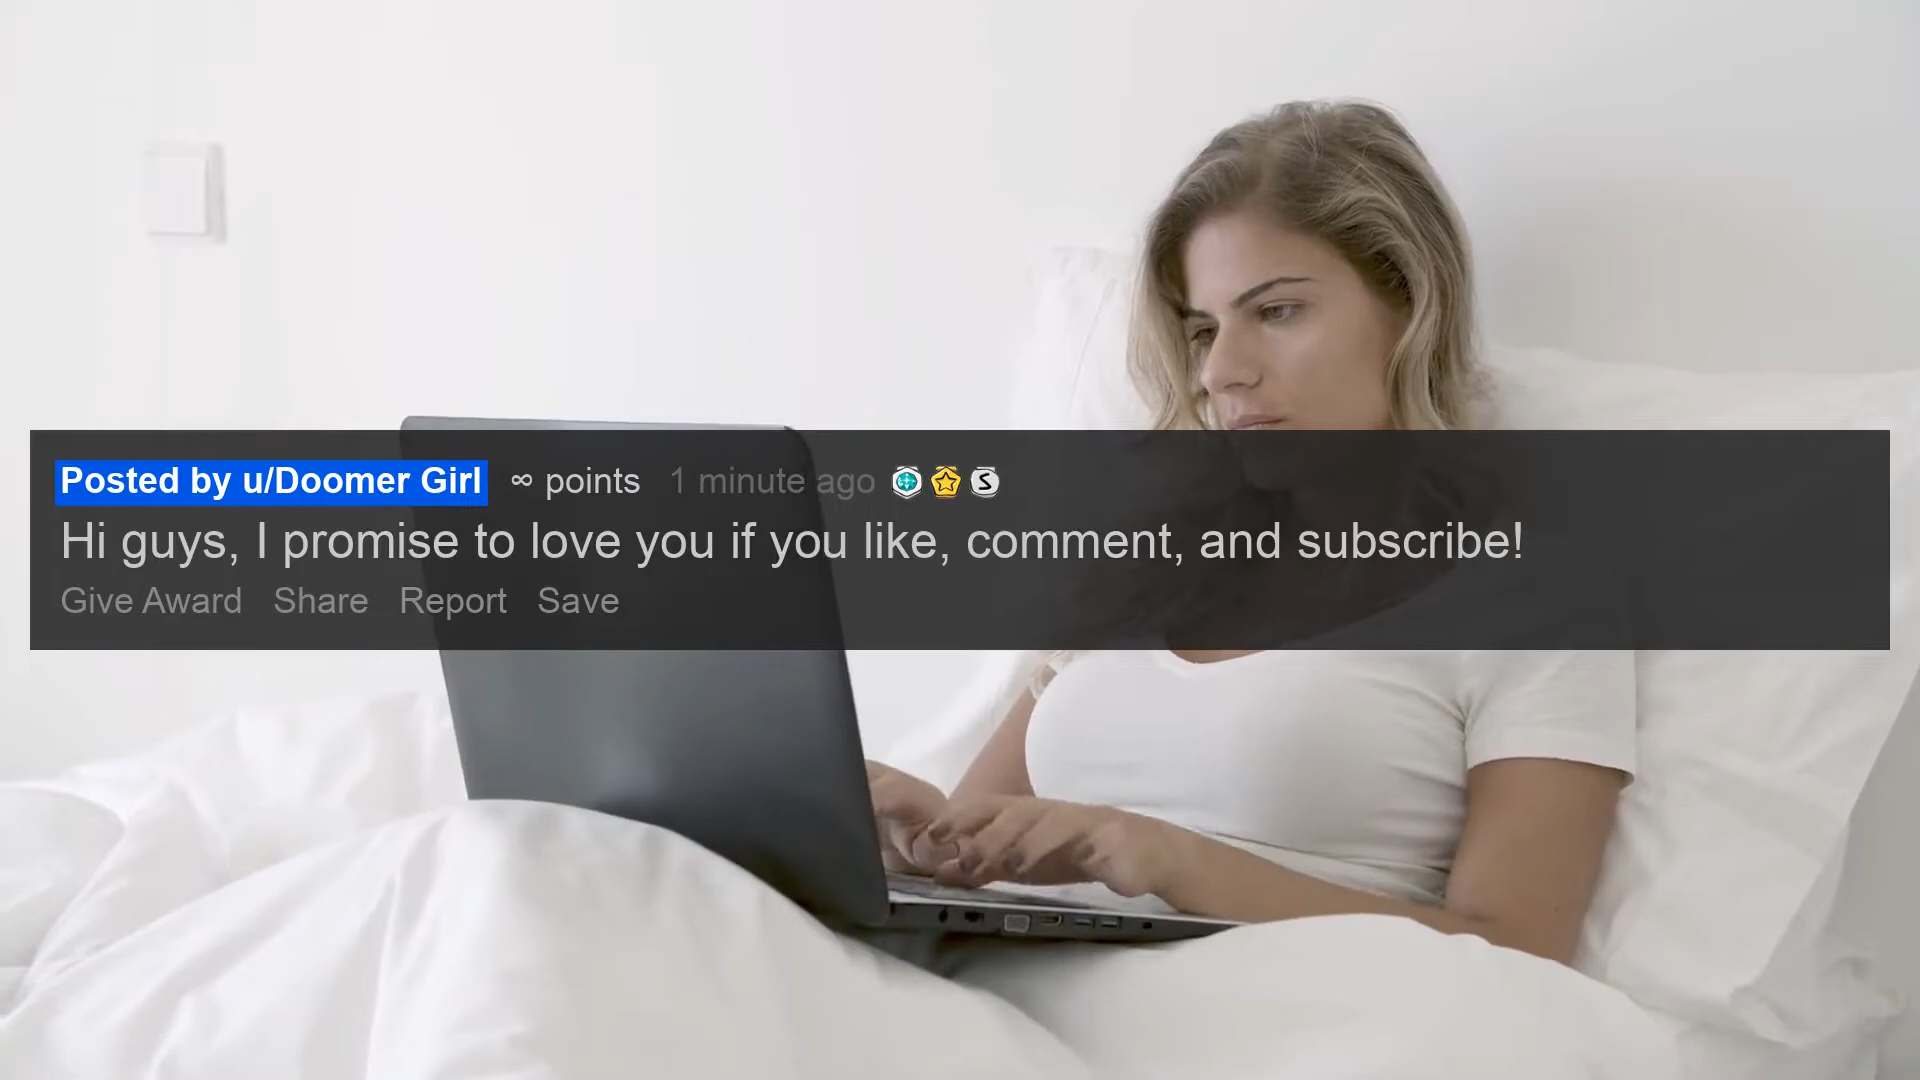 Posted by u/Doomer Girl ∞ points 1 minute ago
Hi guys, I promise to love you if you like, comment, and subscribe!
Give Award Share Report Save